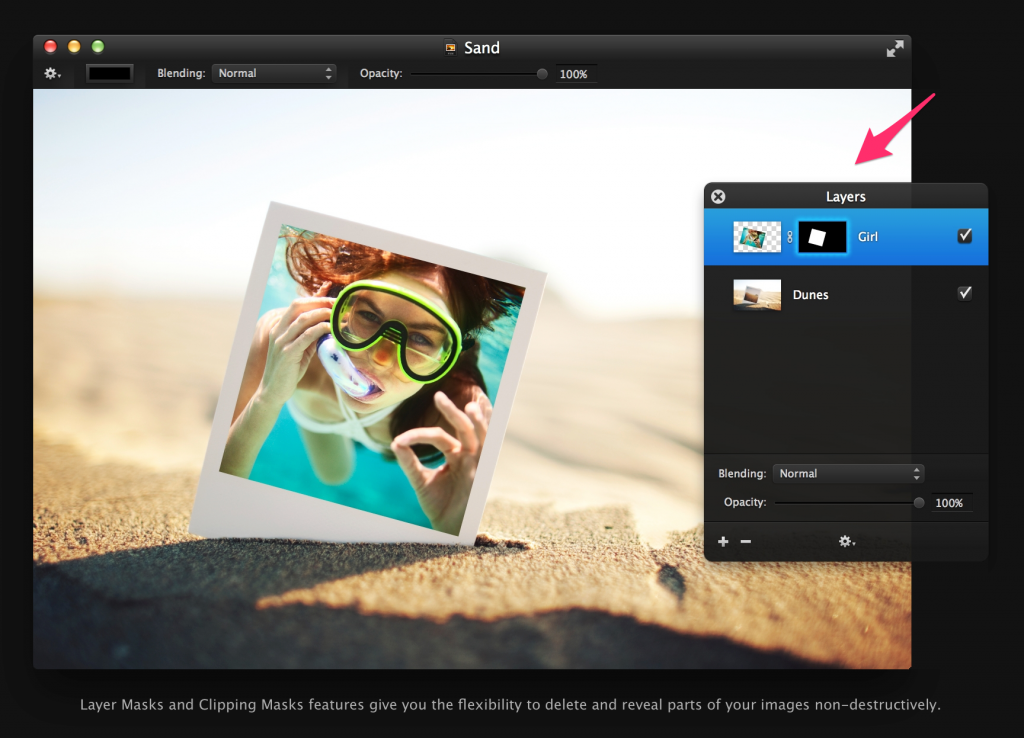 Sand
Blending: Normal Opacity: 100%
Layers
Girl
Dunes
Blending: Normal
Opacity: 100%
Layer Masks and Clipping Masks features give you the flexibility to delete and reveal parts of your images non-destructively.